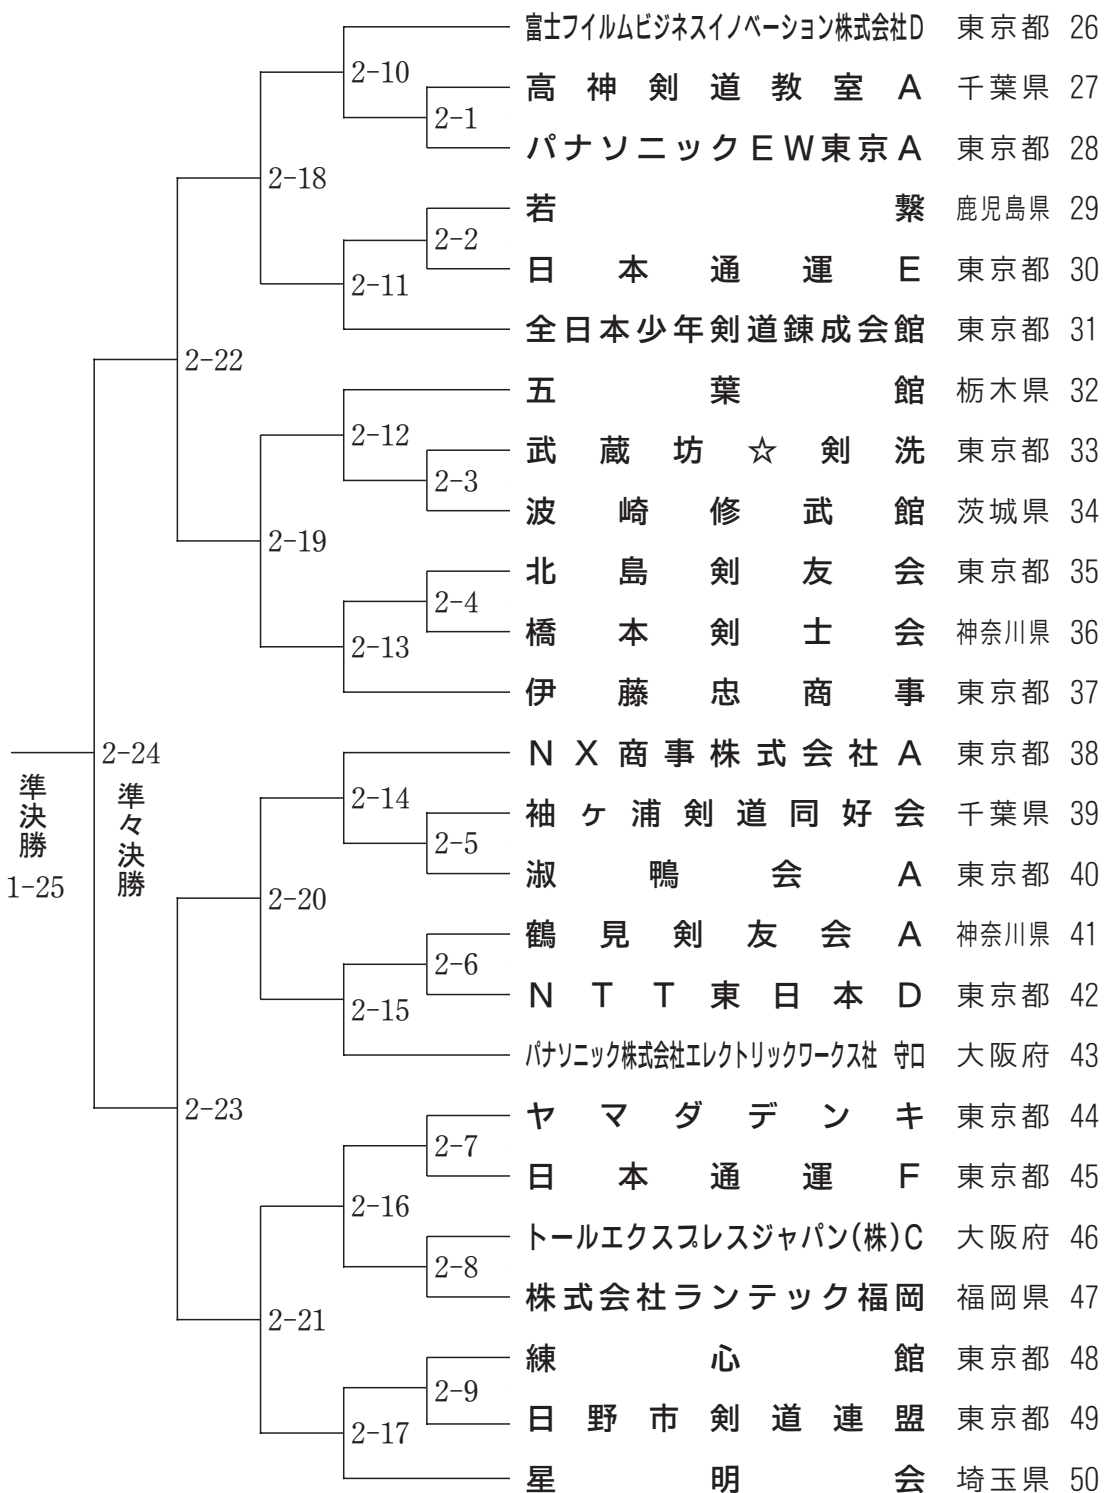 富士フイルムビジネスイノベーション株式会社D 東京都 26
2-10
高神剣道教室A 千葉県 27
2-1
パナソニックEW東京A 東京都 28
2-18
若繋 鹿児島県 29
2-2
日本通運E 東京都 30
2-11
全日本少年剣道錬成会館 東京都 31
2-22
五葉館 栃木県 32
2-12
武蔵坊☆剣洗 東京都 33
2-3
波崎修武館 茨城県 34
2-19
北島剣友会 東京都 35
2-4
橋本剣士会 神奈川県 36
2-13
伊藤忠商事 東京都 37
2-24
準々決勝
準決勝
1-25
NX商事株式会社A 東京都 38
2-14
袖ヶ浦剣道同好会 千葉県 39
2-5
淑鴨会A 東京都 40
2-20
鶴見剣友会A 神奈川県 41
2-6
NTT東日本D 東京都 42
2-15
パナソニック株式会社エレクトリックワークス社 守口 大阪府 43
2-23
ヤマダデンキ 東京都 44
2-7
日本通運F 東京都 45
2-16
トールエクスプレスジャパン(株)C 大阪府 46
2-8
株式会社ランテック福岡 福岡県 47
2-21
練心館 東京都 48
2-9
日野市剣道連盟 東京都 49
2-17
星明会 埼玉県 50